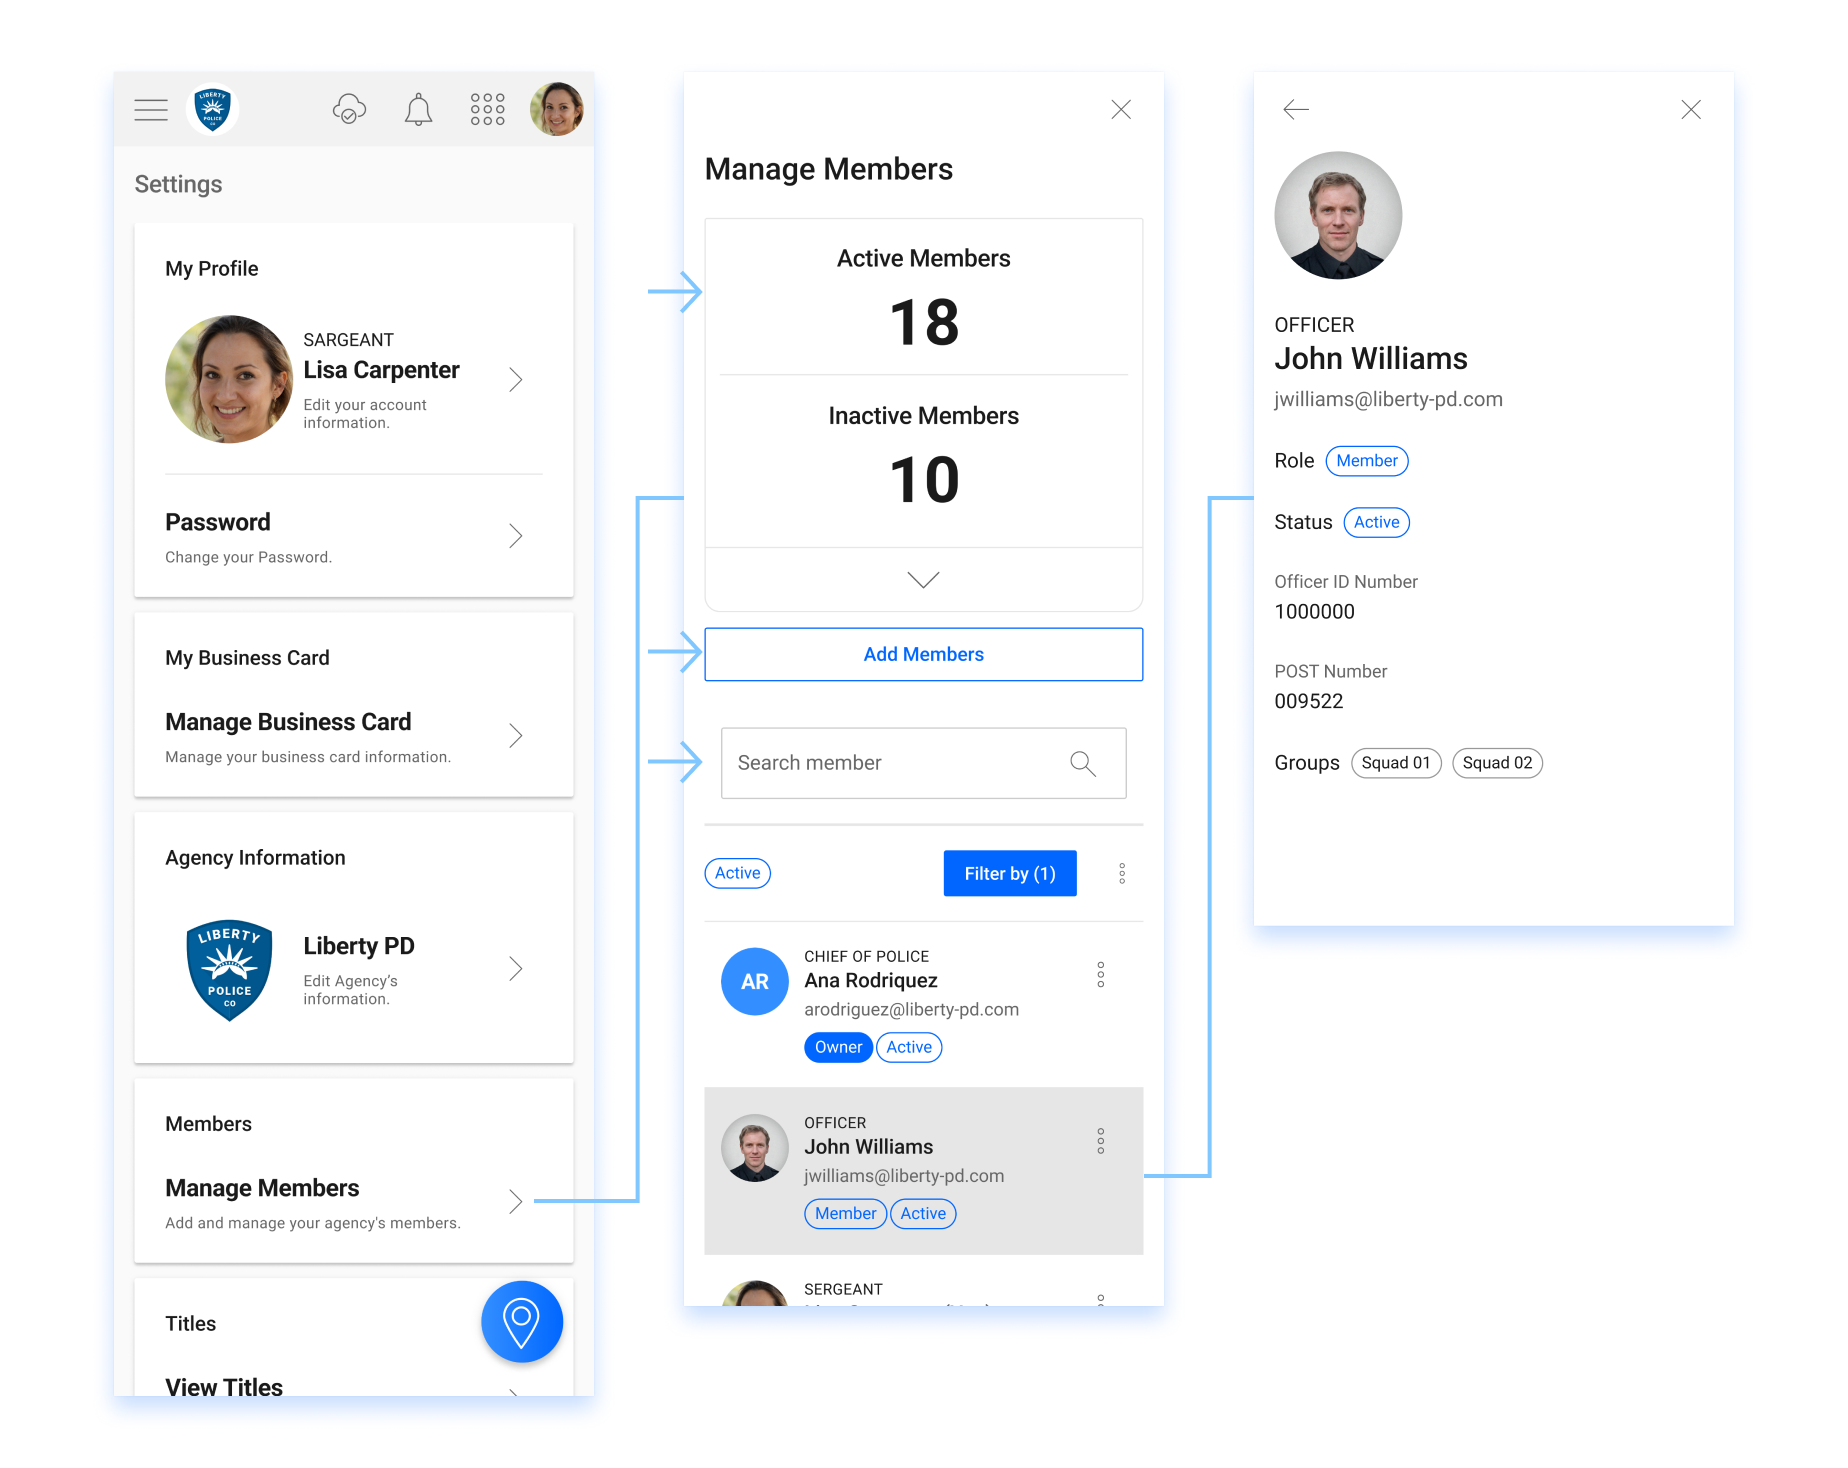 LIBERTY
POLICE
CO
Settings
My Profile
SARGEANT
Lisa Carpenter
Edit your account
information.
Password
Change your Password.
My Business Card
Manage Business Card
Manage your business card information.
Agency Information
LIBERTY
POLICE
CO
Liberty PD
Edit Agency's
information.
Members
Manage Members
Add and manage your agency's members.
Titles
View Titles
Manage Members
Active Members
18
Inactive Members
10
Add Members
Search member
Active
Filter by (1)
AR
CHIEF OF POLICE
Ana Rodriquez
arodriguez@liberty-pd.com
Owner Active
OFFICER
John Williams
jwilliams@liberty-pd.com
Member Active
SERGEANT
OFFICER
John Williams
jwilliams@liberty-pd.com
Role Member
Status Active
Officer ID Number
1000000
POST Number
009522
Groups Squad 01 Squad 02